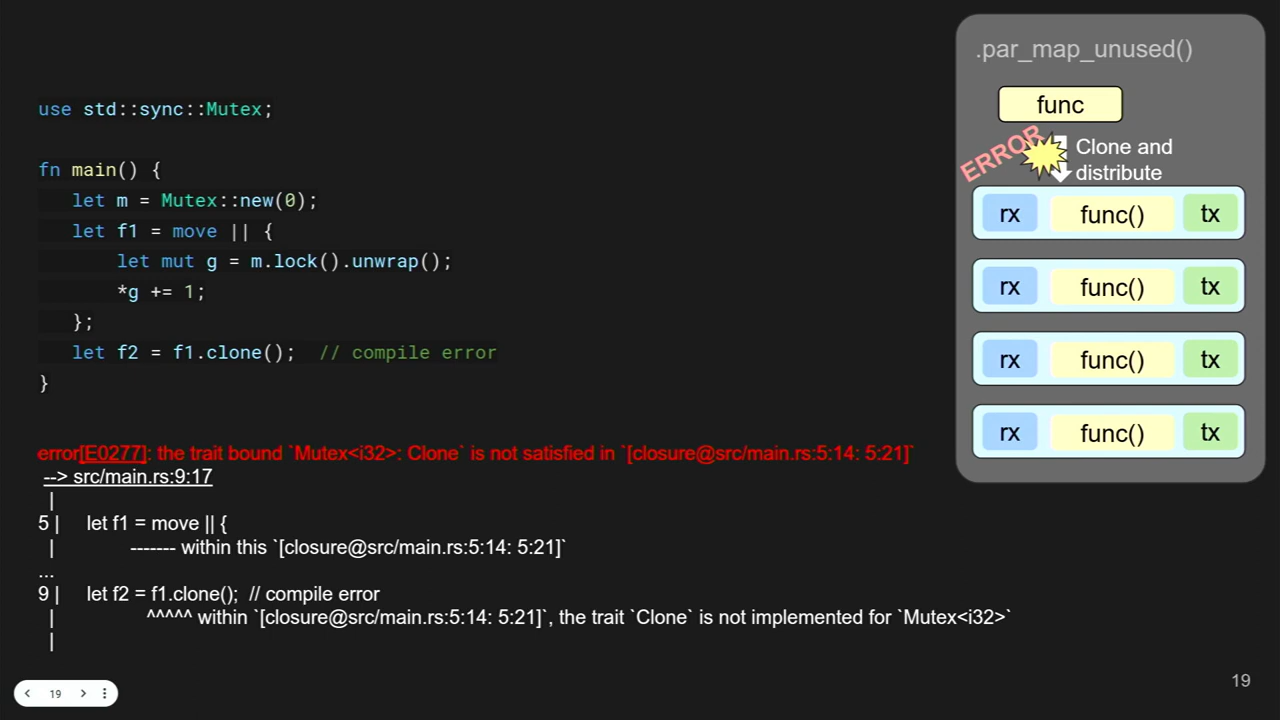 use std::sync::Mutex;
fn main() {
let m = Mutex::new(0);
let f1 = move || {
let mut g = m.lock().unwrap();
*g += 1;
};
let f2 = f1.clone();  // compile error
}
error[E0277]: the trait bound `Mutex<i32>: Clone` is not satisfied in `[closure@src/main.rs:5:14: 5:21]`
--> src/main.rs:9:17
|
5 |     let f1 = move || {
|              ------- within this `[closure@src/main.rs:5:14: 5:21]`
...
9 |     let f2 = f1.clone();  // compile error
|                 ^^^^^ within `[closure@src/main.rs:5:14: 5:21]`, the trait `Clone` is not implemented for `Mutex<i32>`
|
.par_map_unused()
func
ERROR
Clone and
distribute
rx func() tx
rx func() tx
rx func() tx
rx func() tx
19
19